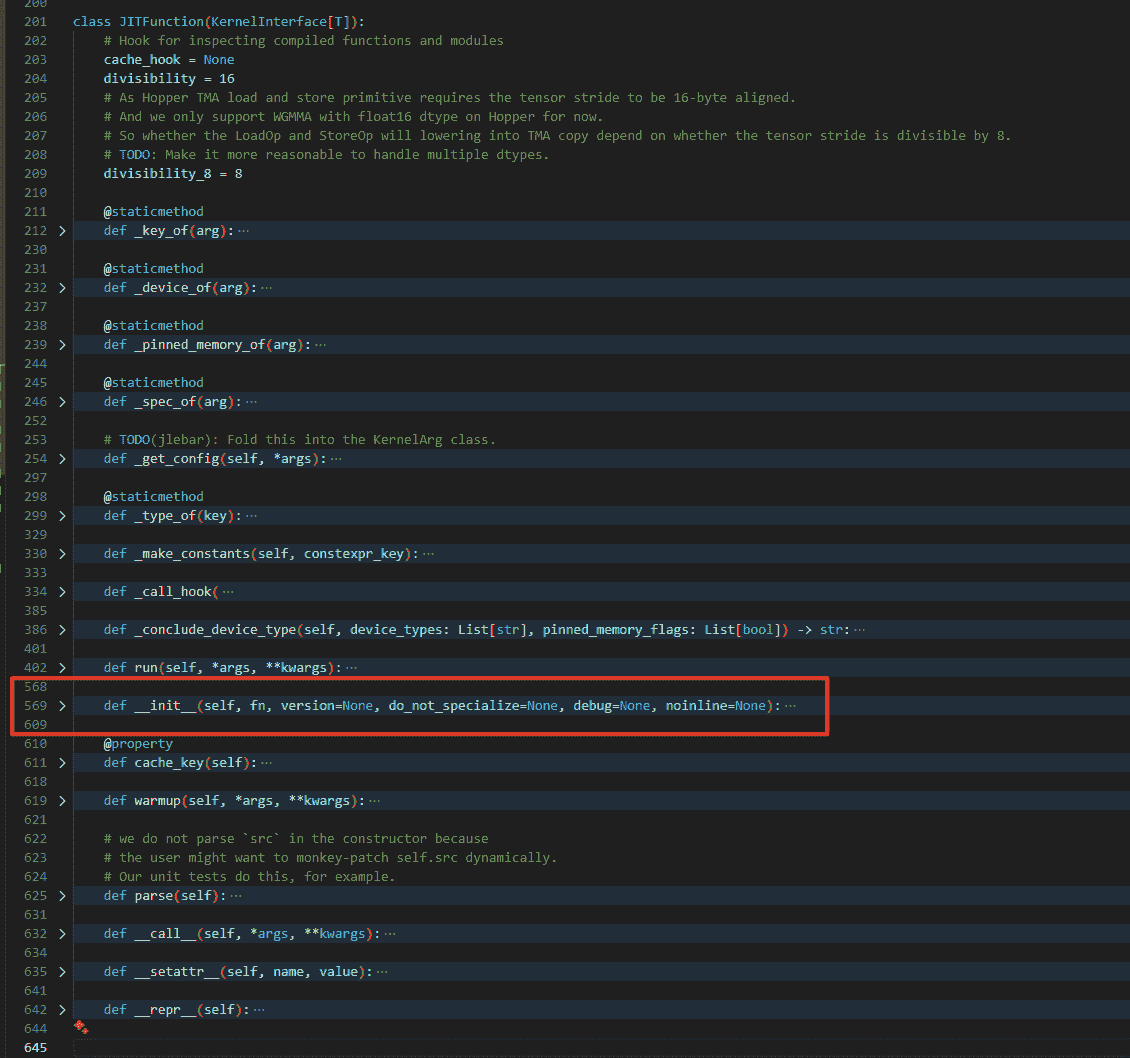 200
201 class JITFunction(KernelInterface[T]):
202     # Hook for inspecting compiled functions and modules
203     cache_hook = None
204     divisibility = 16
205     # As Hopper TMA load and store primitive requires the tensor stride to be 16-byte aligned.
206     # And we only support WGMMA with float16 dtype on Hopper for now.
207     # So whether the LoadOp and StoreOp will lowering into TMA copy depend on whether the tensor stride is divisible by 8.
208     # TODO: Make it more reasonable to handle multiple dtypes.
209     divisibility_8 = 8
210
211     @staticmethod
212 >   def _key_of(arg): ···
230
231     @staticmethod
232 >   def _device_of(arg): ···
237
238     @staticmethod
239 >   def _pinned_memory_of(arg): ···
244
245     @staticmethod
246 >   def _spec_of(arg): ···
252
253     # TODO(jlebar): Fold this into the KernelArg class.
254 >   def _get_config(self, *args): ···
297
298     @staticmethod
299 >   def _type_of(key): ···
329
330 >   def _make_constants(self, constexpr_key): ···
333
334 >   def _call_hook( ···
385
386 >   def _conclude_device_type(self, device_types: List[str], pinned_memory_flags: List[bool]) -> str: ···
401
402 >   def run(self, *args, **kwargs): ···
568
569 >   def __init__(self, fn, version=None, do_not_specialize=None, debug=None, noinline=None): ···
609
610     @property
611 >   def cache_key(self): ···
618
619 >   def warmup(self, *args, **kwargs): ···
621
622     # we do not parse `src` in the constructor because
623     # the user might want to monkey-patch self.src dynamically.
624     # Our unit tests do this, for example.
625 >   def parse(self): ···
631
632 >   def __call__(self, *args, **kwargs): ···
634
635 >   def __setattr__(self, name, value): ···
641
642 >   def __repr__(self): ···
644
645